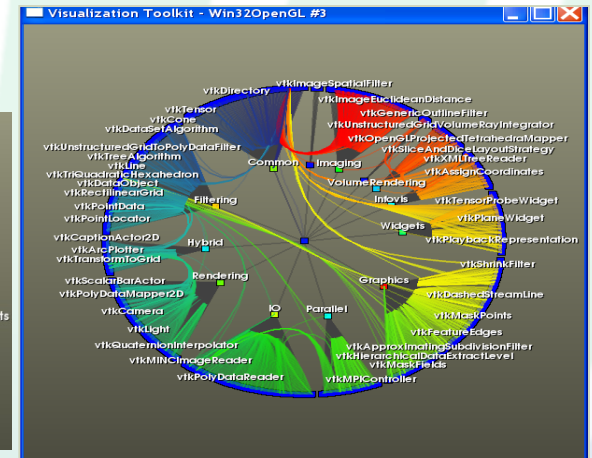 Visualization Toolkit - Win32OpenGL #3
vtkImageSpatialFilter
vtkDirectory
vtkImageEuclideanDistance
vtkTensor
vtkGenericOutlineFilter
vtkCone
vtkUnstructuredGridVolumeRayIntegrator
vtkDataSetAlgorithm
vtkOpenGLProjectedTetrahedraMapper
vtkUnstructuredGridToPolyDataFilter
vtkSliceAndDiceLayoutStrategy
vtkTreeAlgorithm
Common
Imaging
vtkXMLTreeReader
vtkLine
vtkTriQuadraticHexahedron
vtkAssignCoordinates
vtkDataObject
VolumeRendering
vtkRectilinearGrid
Filtering
Infovis
vtkTensorProbeWidget
vtkPointData
vtkPointLocator
vtkPlaneWidget
Widgets
vtkCaptionActor2D
vtkPlaybackRepresentation
vtkArcPlotter
Hybrid
vtkTransformToGrid
vtkShrinkFilter
Rendering
vtkScalarBarActor
Graphics
vtkPolyDataMapper2D
vtkDashedStreamLine
vtkCamera
IO
Parallel
vtkMaskPoints
vtkLight
vtkFeatureEdges
vtkQuaternionInterpolator
vtkApproximatingSubdivisionFilter
vtkMINCImageReader
vtkHierarchicalDataExtractLevel
vtkMaskFields
vtkPolyDataReader
vtkMPIController